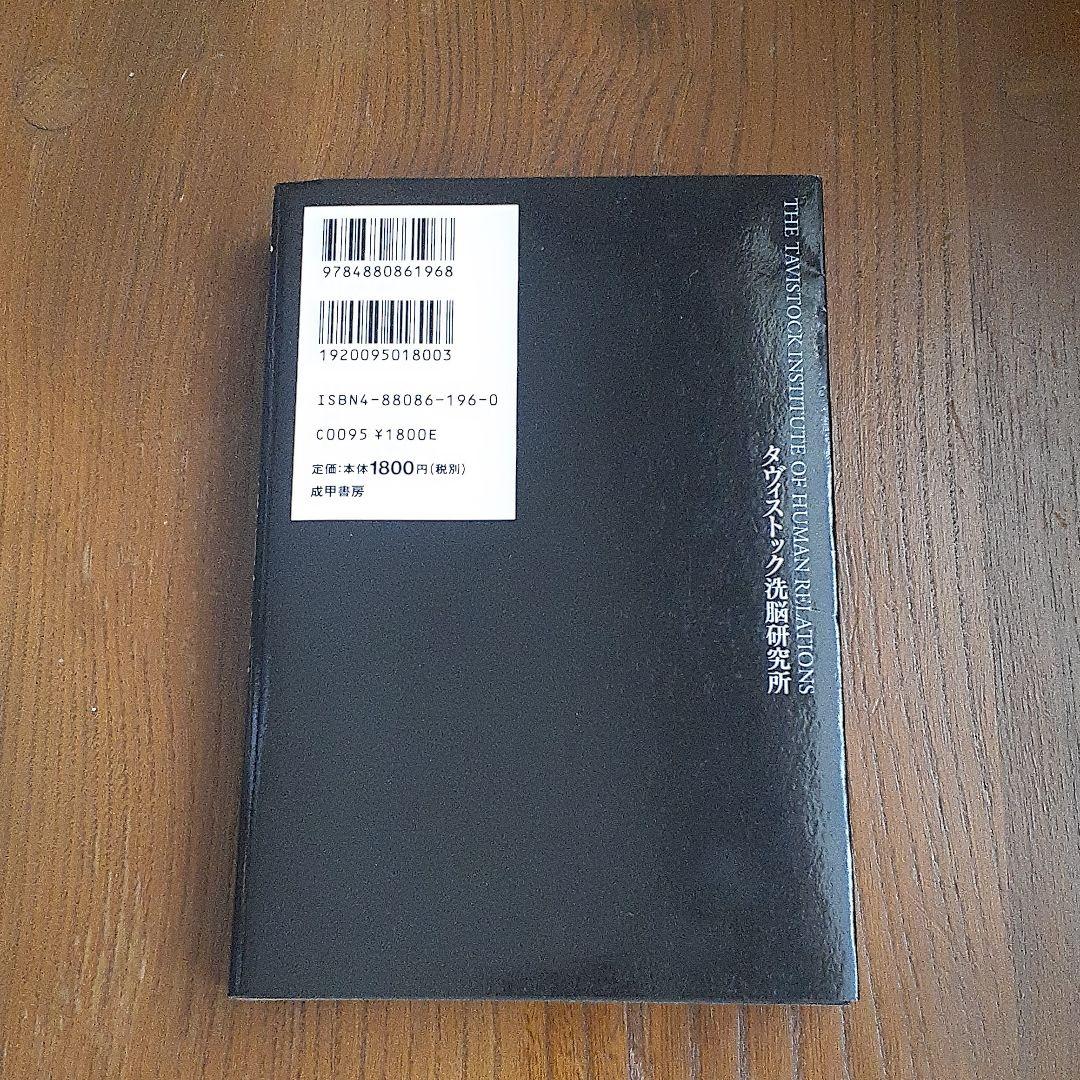 9784880861968
1920095018003
ISBN4-88086-196-0
C0095 ¥1800E
定価:本体1800円(税別)
成甲書房
THE TAVISTOCK INSTITUTE OF HUMAN RELATIONS
タヴィストック洗脳研究所